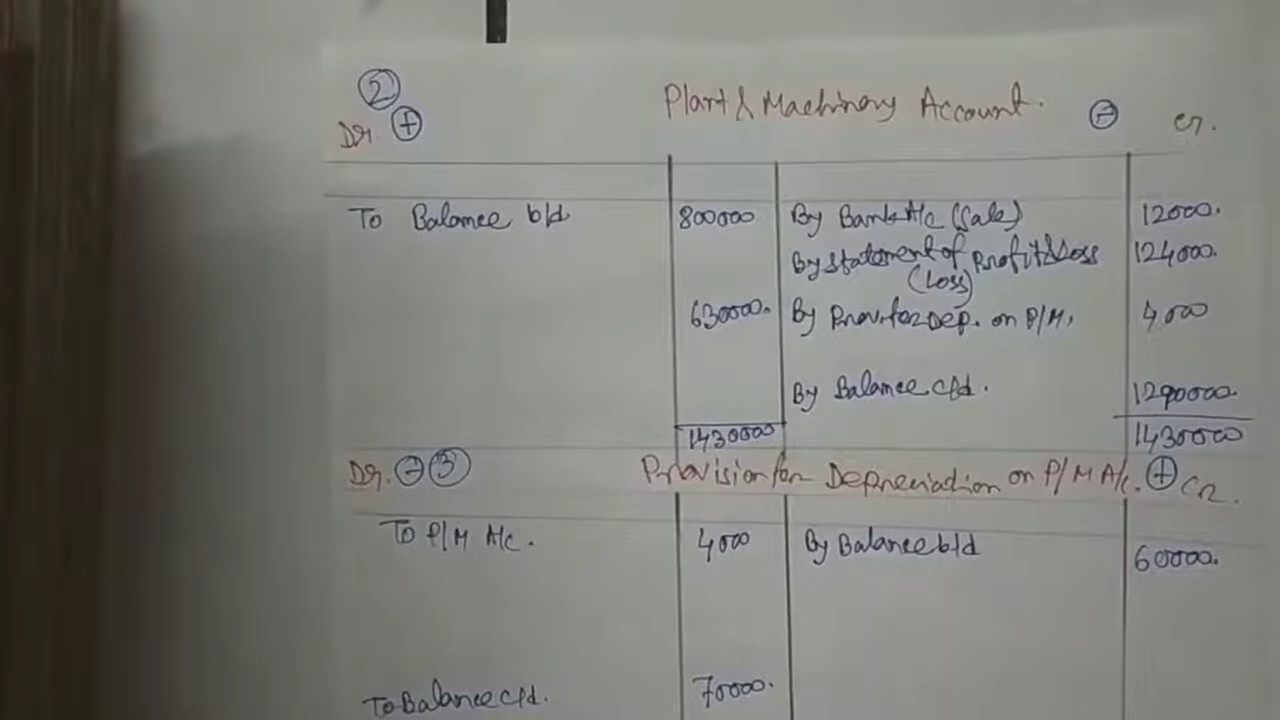 ②
Plant & Machinery Account.
Dr. ⊕
⊖ Cr.
To Balance b/d 800000 By Bank A/c (Sale) 12000.
By Statement of Profit & Loss 124000.
(Loss)
630000. By Prov. for Dep. on P/M, 4000
By Balance c/d. 1290000.
1430000 1430000
Dr. ⊖ ③ Provision for Depreciation on P/M A/c. ⊕ Cr.
To P/M A/c. 4000 By Balance b/d 60000.
To Balance c/d. 70000.